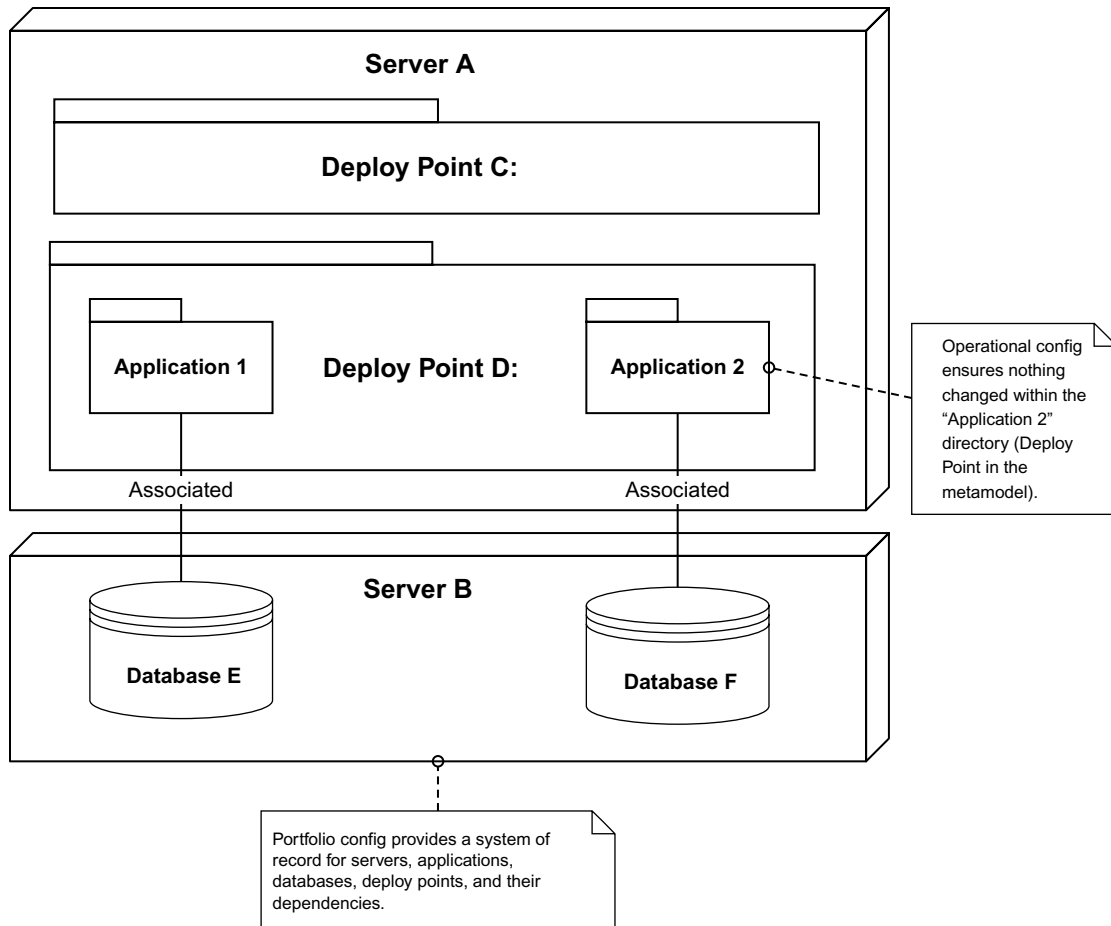 Server A
Deploy Point C:
Application 1
Deploy Point D:
Application 2
Operational config
ensures nothing
changed within the
“Application 2”
directory (Deploy
Point in the
metamodel).
Associated
Associated
Server B
Database E
Database F
Portfolio config provides a system of
record for servers, applications,
databases, deploy points, and their
dependencies.